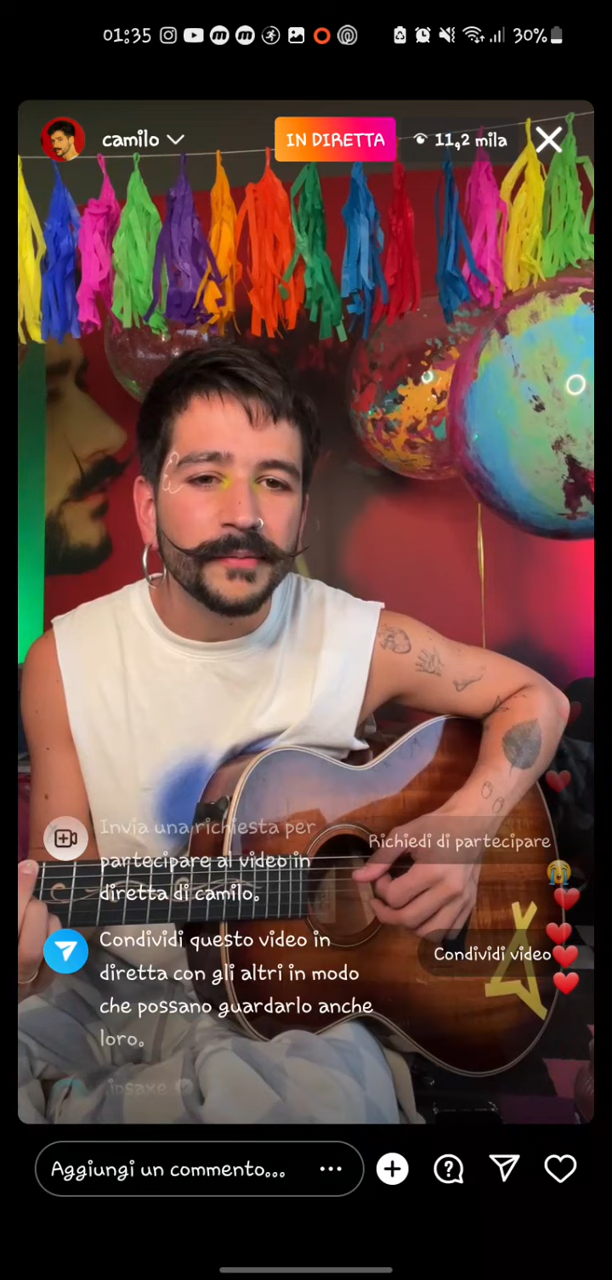 01:35
30%
camilo
IN DIRETTA
11,2 mila
Invia una richiesta per
partecipare al video in
diretta di camilo.
Richiedi di partecipare
Condividi questo video in
diretta con gli altri in modo
che possano guardarlo anche
loro.
Condividi video
Aggiungi un commento...